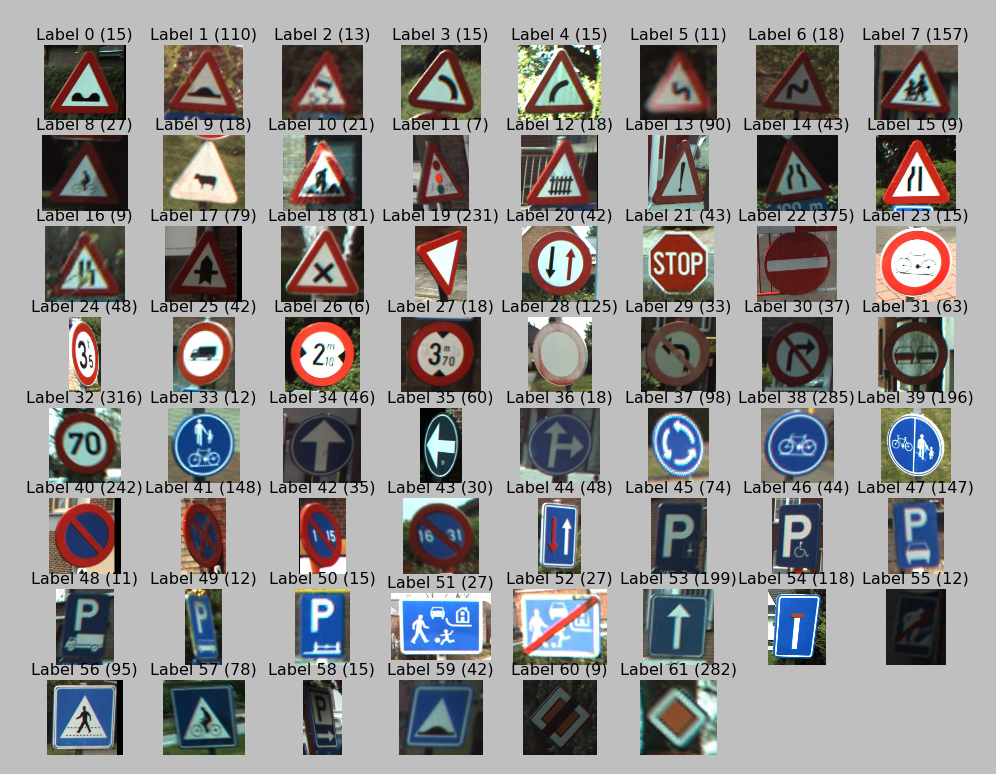 Label 0 (15) Label 1 (110) Label 2 (13) Label 3 (15) Label 4 (15) Label 5 (11) Label 6 (18) Label 7 (157)
Label 8 (27) Label 9 (18) Label 10 (21) Label 11 (7) Label 12 (18) Label 13 (90) Label 14 (43) Label 15 (9)
100 m
Label 16 (9) Label 17 (79) Label 18 (81) Label 19 (231) Label 20 (42) Label 21 (43) Label 22 (375) Label 23 (15)
STOP
Label 24 (48) Label 25 (42) Label 26 (6) Label 27 (18) Label 28 (125) Label 29 (33) Label 30 (37) Label 31 (63)
3 t 5
2 m 10
3 m 70
Label 32 (316) Label 33 (12) Label 34 (46) Label 35 (60) Label 36 (18) Label 37 (98) Label 38 (285) Label 39 (196)
70
Label 40 (242) Label 41 (148) Label 42 (35) Label 43 (30) Label 44 (48) Label 45 (74) Label 46 (44) Label 47 (147)
1 15
16 31
P
P
P
Label 48 (11) Label 49 (12) Label 50 (15) Label 51 (27) Label 52 (27) Label 53 (199) Label 54 (118) Label 55 (12)
P
P
P
Label 56 (95) Label 57 (78) Label 58 (15) Label 59 (42) Label 60 (9) Label 61 (282)
P